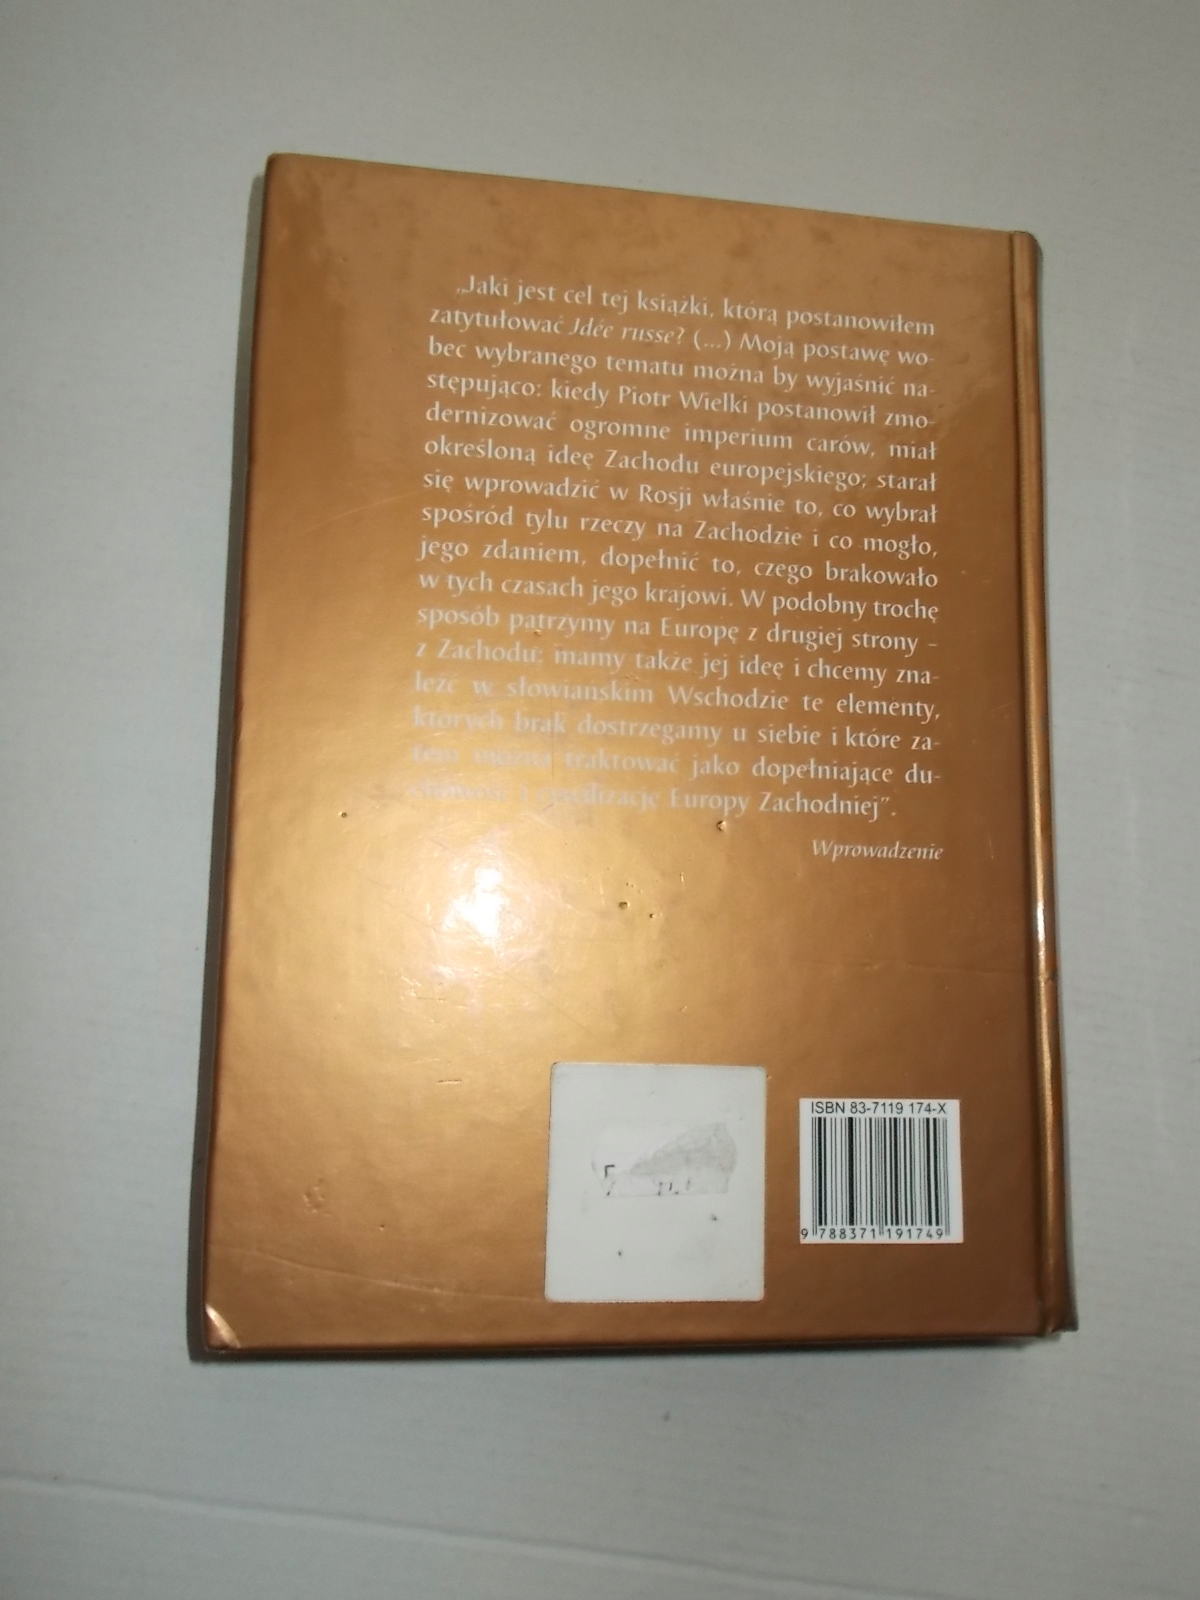 „Jaki jest cel tej książki, którą postanowiłem
zatytułować Idée russe? (...) Moją postawę wo-
bec wybranego tematu można by wyjaśnić na-
stępująco: kiedy Piotr Wielki postanowił zmo-
dernizować ogromne imperium carów, miał
określoną ideę Zachodu europejskiego; starał
się wprowadzić w Rosji właśnie to, co wybrał
spośród tylu rzeczy na Zachodzie i co mogło,
jego zdaniem, dopełnić to, czego brakowało
w tych czasach jego krajowi. W podobny trochę
sposób patrzymy na Europę z drugiej strony –
z Zachodu: mamy także jej ideę i chcemy zna-
leźć w słowiańskim Wschodzie te elementy,
których brak dostrzegamy u siebie i które za-
tem można traktować jako dopełniające du-
chowość i cywilizację Europy Zachodniej”.
Wprowadzenie
ISBN 83-7119 174-X
9 788371 191749